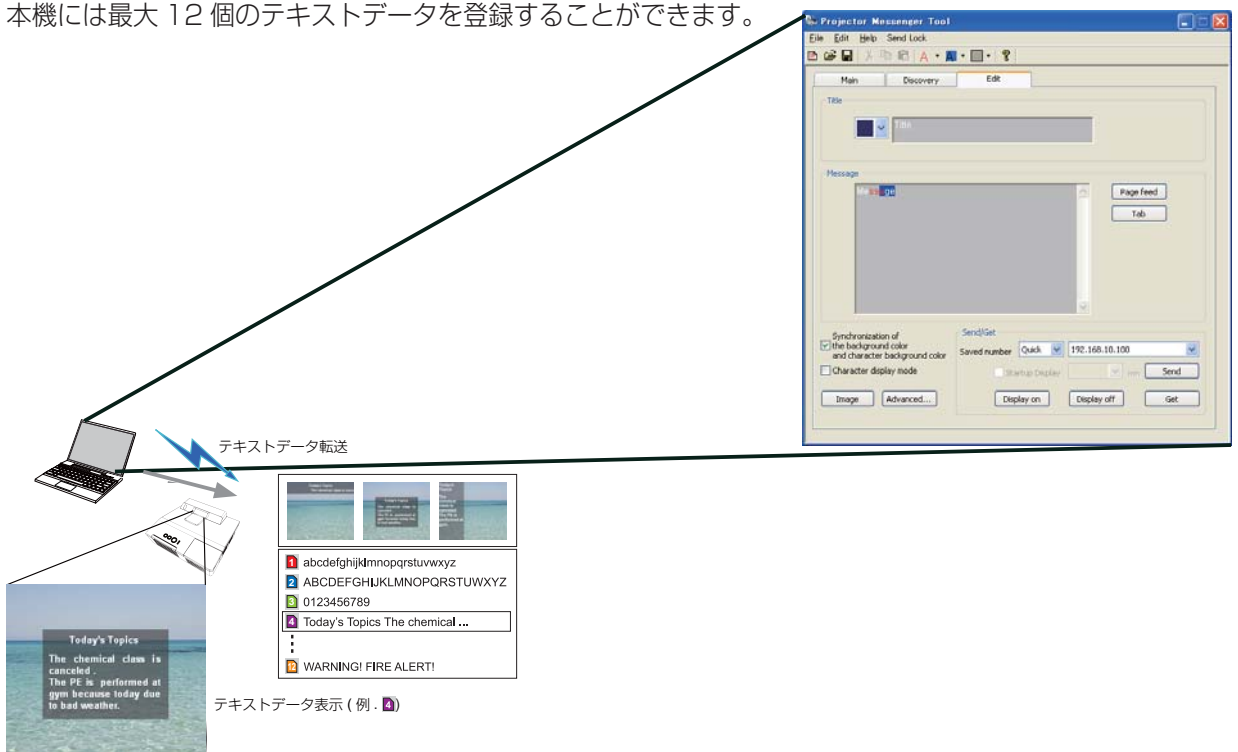 本機には最大 12 個のテキストデータを登録することができます。
Projector Messenger Tool
File Edit Help Send Lock
Main Discovery Edit
Title
Title
Message
Message
Page feed
Tab
Synchronization of
the background color
and character background color
Character display mode
Image Advanced...
Send/Get
Saved number Quick 192.168.10.100
Startup Display Send
Display on Display off Get
テキストデータ転送
Today's Topics
1 abcdefghijklmnopqrstuvwxyz
2 ABCDEFGHIJKLMNOPQRSTUWXYZ
3 0123456789
4 Today's Topics The chemical ...
12 WARNING! FIRE ALERT!
Today's Topics
The chemical class is
canceled .
The PE is performed at
gym because today due
to bad weather.
テキストデータ表示 ( 例 . 4)